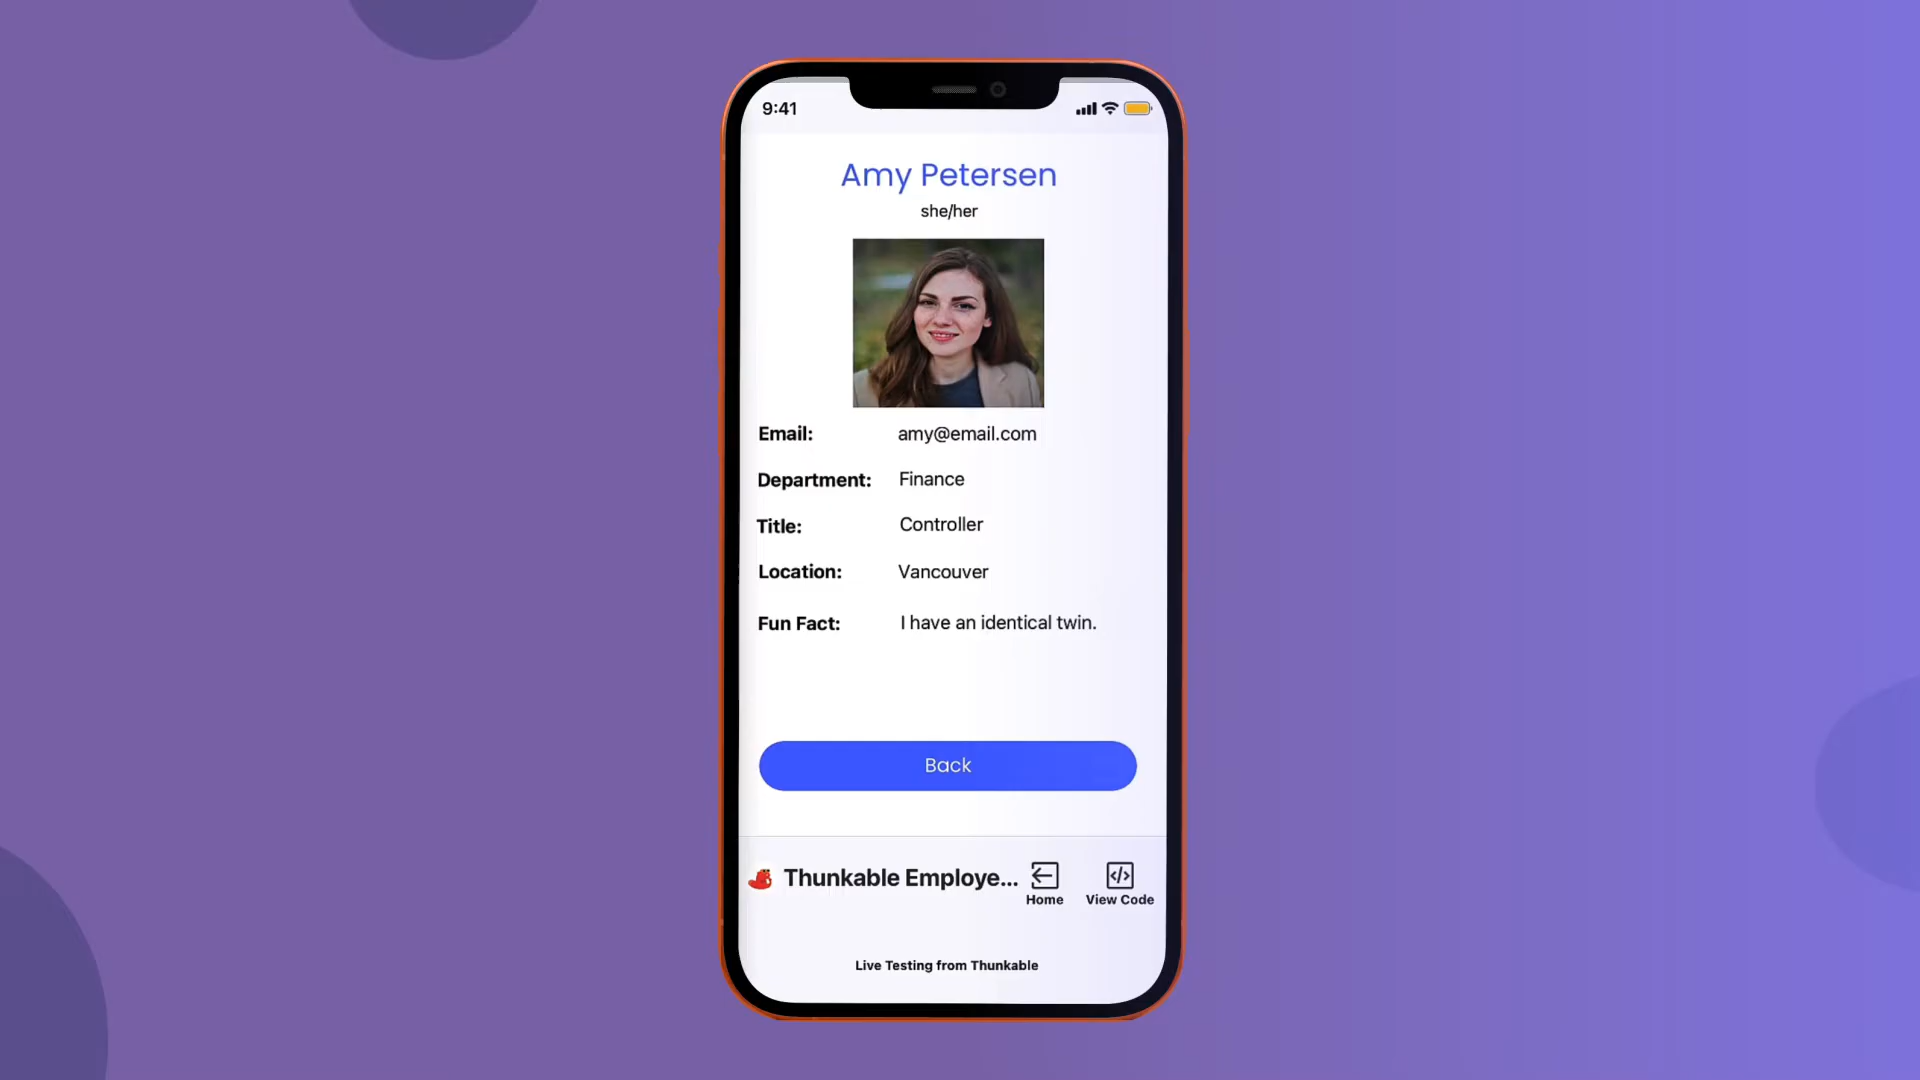 9:41
Amy Petersen
she/her
Email: amy@email.com
Department: Finance
Title: Controller
Location: Vancouver
Fun Fact: I have an identical twin.
Back
Thunkable Employe...
Home
View Code
Live Testing from Thunkable